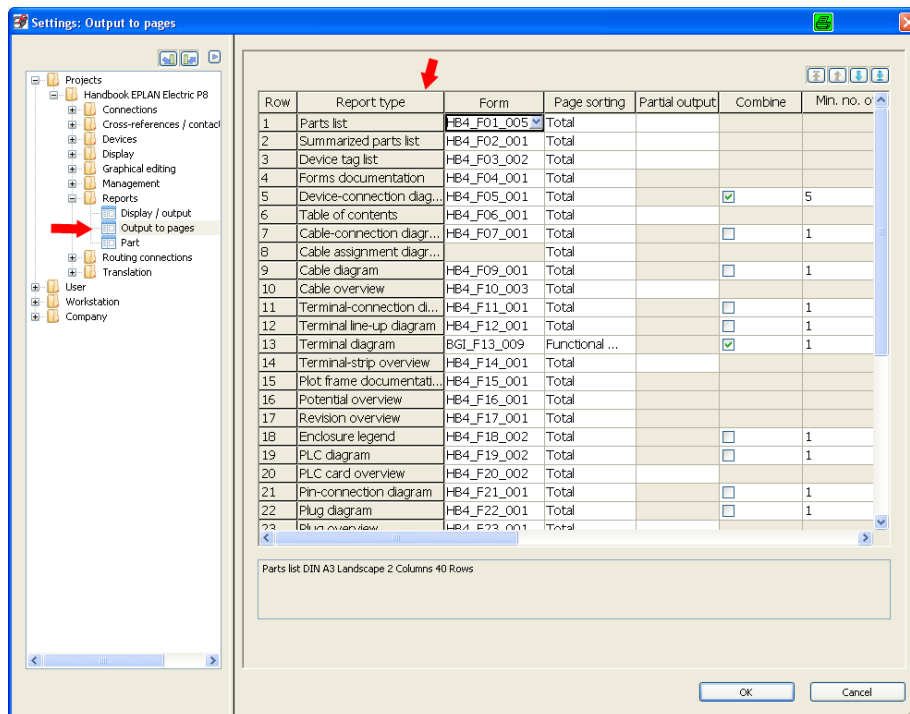 Settings: Output to pages
Projects
Handbook EPLAN Electric P8
Connections
Cross-references / contac
Devices
Display
Graphical editing
Management
Reports
Display / output
Output to pages
Part
Routing connections
Translation
User
Workstation
Company
Row Report type Form Page sorting Partial output Combine Min. no. o
1 Parts list HB4_F01_005 Total
2 Summarized parts list HB4_F02_001 Total
3 Device tag list HB4_F03_002 Total
4 Forms documentation HB4_F04_001 Total
5 Device-connection diag... HB4_F05_001 Total 5
6 Table of contents HB4_F06_001 Total
7 Cable-connection diagr... HB4_F07_001 Total 1
8 Cable assignment diagr... Total
9 Cable diagram HB4_F09_001 Total 1
10 Cable overview HB4_F10_003 Total
11 Terminal-connection di... HB4_F11_001 Total 1
12 Terminal line-up diagram HB4_F12_001 Total 1
13 Terminal diagram BGI_F13_009 Functional ... 1
14 Terminal-strip overview HB4_F14_001 Total
15 Plot frame documentati... HB4_F15_001 Total
16 Potential overview HB4_F16_001 Total
17 Revision overview HB4_F17_001 Total
18 Enclosure legend HB4_F18_002 Total 1
19 PLC diagram HB4_F19_002 Total 1
20 PLC card overview HB4_F20_002 Total
21 Pin-connection diagram HB4_F21_001 Total 1
22 Plug diagram HB4_F22_001 Total 1
23 Plug overview HB4_F23_001 Total
Parts list DIN A3 Landscape 2 Columns 40 Rows
OK Cancel